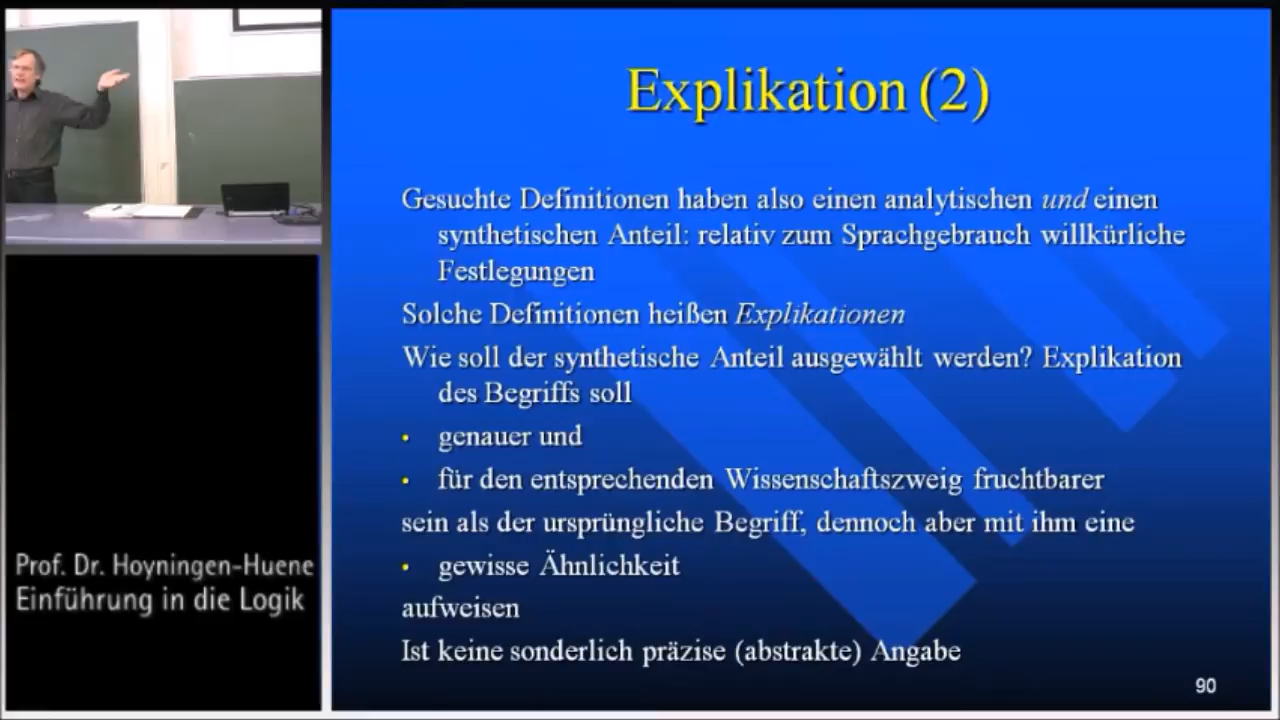 Explikation (2)
Gesuchte Definitionen haben also einen analytischen und einen
synthetischen Anteil: relativ zum Sprachgebrauch willkürliche
Festlegungen
Solche Definitionen heißen Explikationen
Wie soll der synthetische Anteil ausgewählt werden? Explikation
des Begriffs soll
• genauer und
• für den entsprechenden Wissenschaftszweig fruchtbarer
sein als der ursprüngliche Begriff, dennoch aber mit ihm eine
• gewisse Ähnlichkeit
aufweisen
Ist keine sonderlich präzise (abstrakte) Angabe
90
Prof. Dr. Hoyningen-Huene
Einführung in die Logik